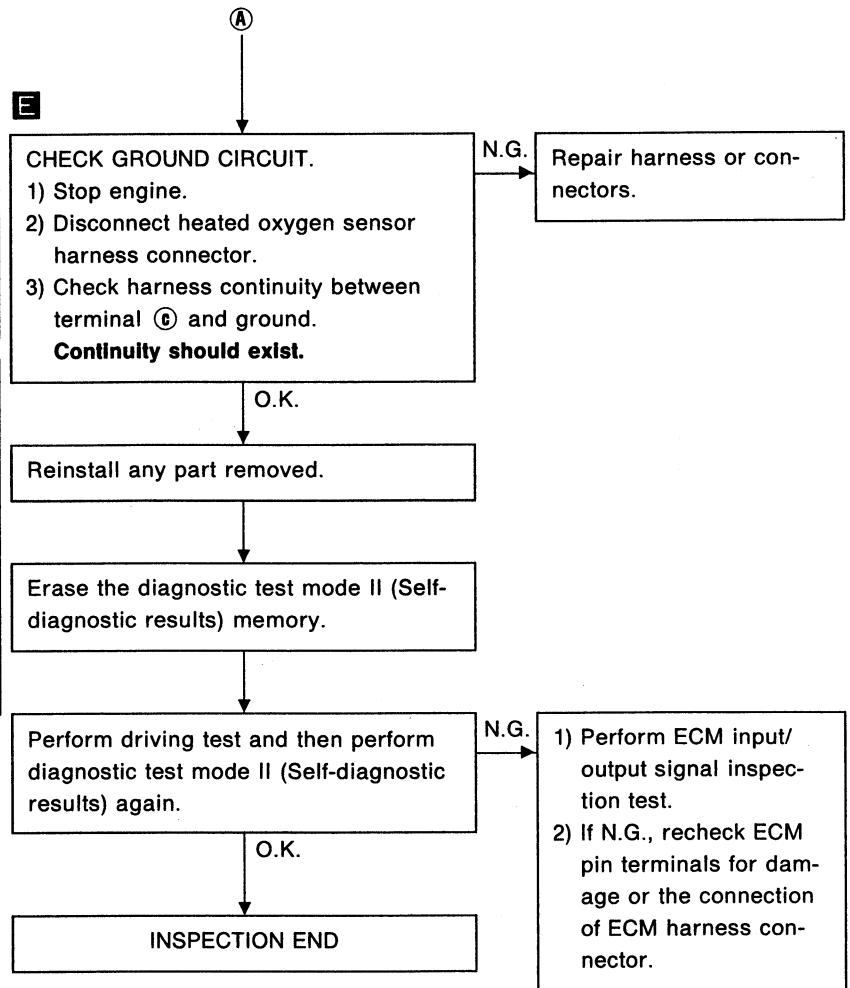 Ⓐ
E
CHECK GROUND CIRCUIT.
1) Stop engine.
2) Disconnect heated oxygen sensor
harness connector.
3) Check harness continuity between
terminal ⓒ and ground.
Continuity should exist.
N.G.
Repair harness or con-
nectors.
O.K.
Reinstall any part removed.
Erase the diagnostic test mode II (Self-
diagnostic results) memory.
Perform driving test and then perform
diagnostic test mode II (Self-diagnostic
results) again.
N.G.
1) Perform ECM input/
output signal inspec-
tion test.
2) If N.G., recheck ECM
pin terminals for dam-
age or the connection
of ECM harness con-
nector.
O.K.
INSPECTION END